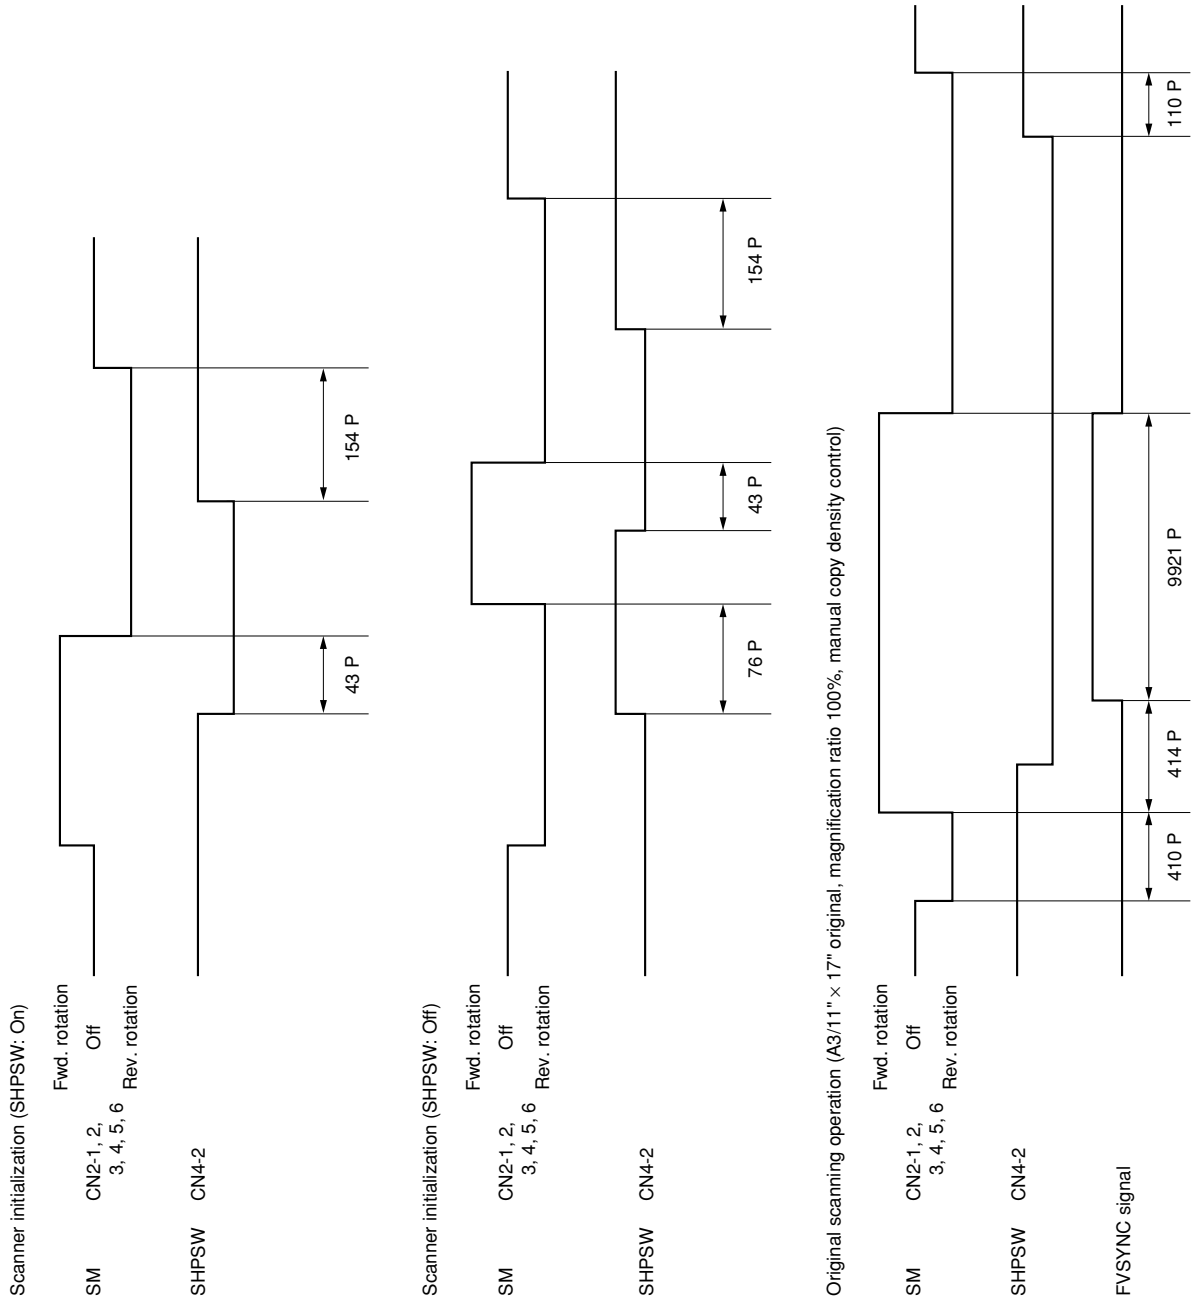 Scanner initialization (SHPSW: On)
Fwd. rotation
SM CN2-1, 2, Off
3, 4, 5, 6
Rev. rotation
SHPSW CN4-2
43 P
154 P
Scanner initialization (SHPSW: Off)
Fwd. rotation
SM CN2-1, 2, Off
3, 4, 5, 6
Rev. rotation
SHPSW CN4-2
76 P
43 P
154 P
Original scanning operation (A3/11" × 17" original, magnification ratio 100%, manual copy density control)
Fwd. rotation
SM CN2-1, 2, Off
3, 4, 5, 6
Rev. rotation
SHPSW CN4-2
FVSYNC signal
410 P
414 P
9921 P
110 P